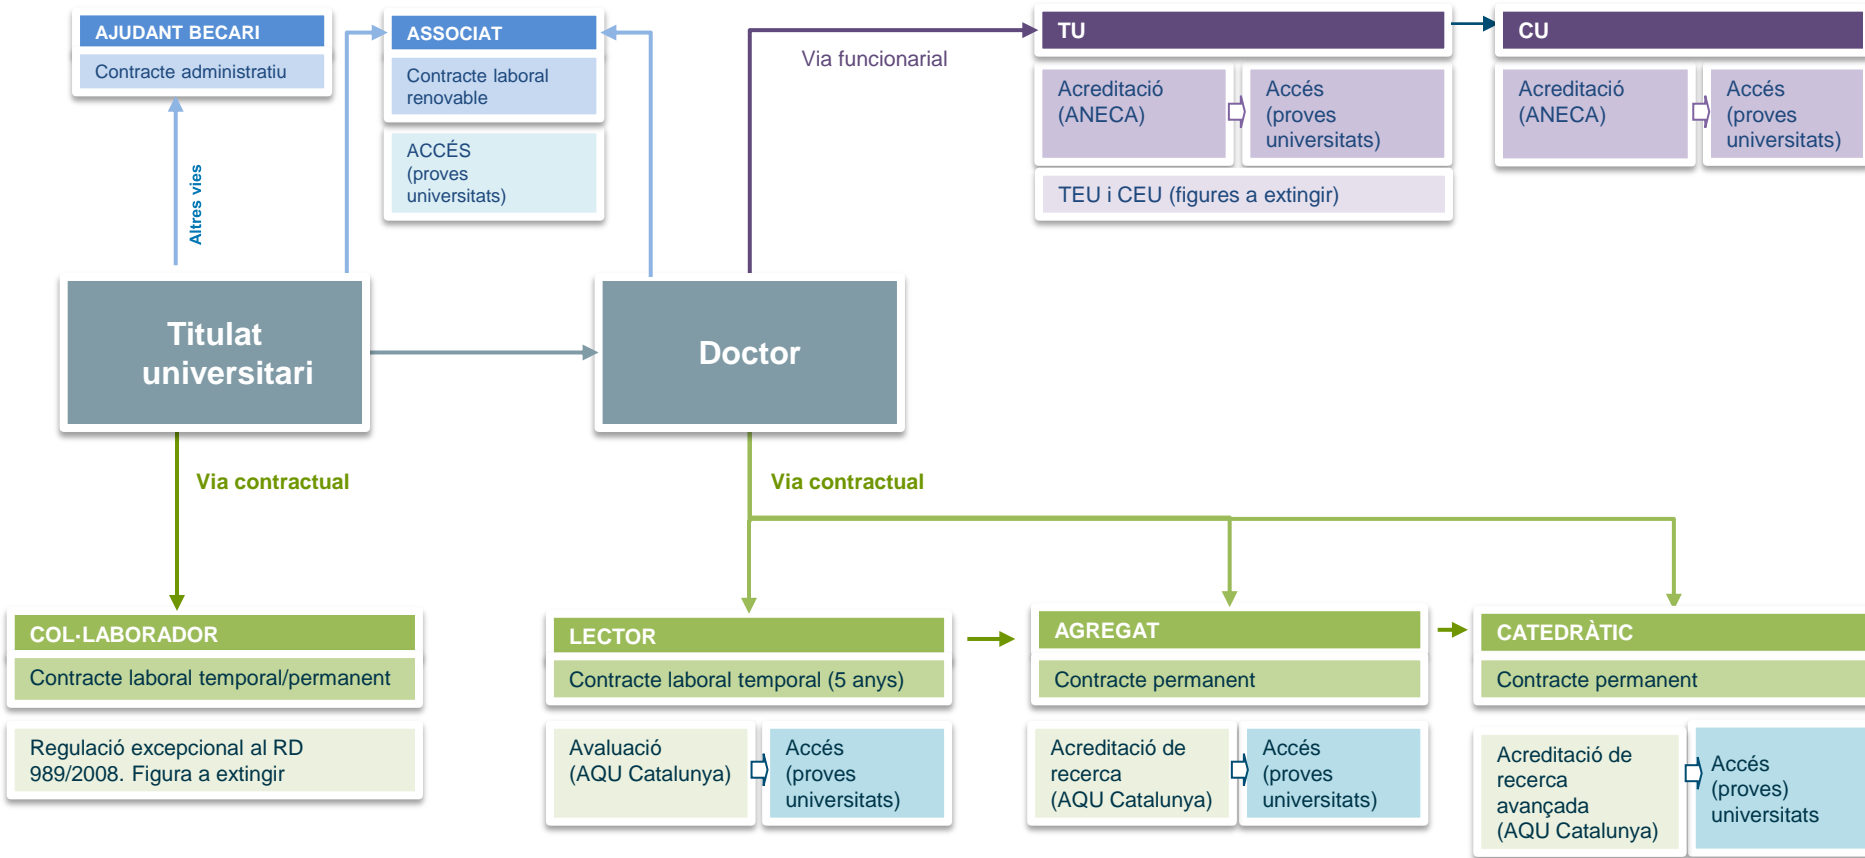 AJUDANT BECARI
Contracte administratiu
ASSOCIAT
Contracte laboral
renovable
ACCÉS
(proves
universitats)
Via funcionarial
TU
Acreditació
(ANECA)
Accés
(proves
universitats)
TEU i CEU (figures a extingir)
CU
Acreditació
(ANECA)
Accés
(proves
universitats)
Altres vies
Titulat
universitari
Doctor
Via contractual
Via contractual
COL·LABORADOR
Contracte laboral temporal/permanent
Regulació excepcional al RD
989/2008. Figura a extingir
LECTOR
Contracte laboral temporal (5 anys)
Avaluació
(AQU Catalunya)
Accés
(proves
universitats)
AGREGAT
Contracte permanent
Acreditació de
recerca
(AQU Catalunya)
Accés
(proves
universitats)
CATEDRÀTIC
Contracte permanent
Acreditació de
recerca
avançada
(AQU Catalunya)
Accés
(proves)
universitats